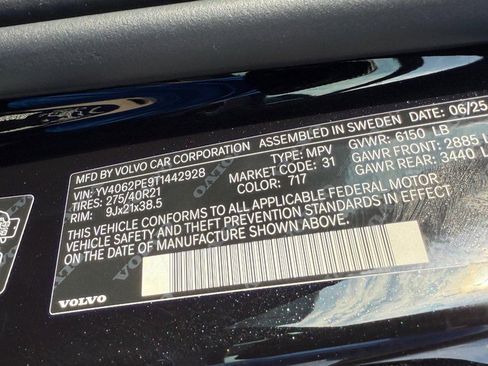 MFD BY VOLVO CAR CORPORATION ASSEMBLED IN SWEDEN 06/25
VIN: YV4062PE9T1442928 TYPE: MPV GVWR: 6150 LB
TIRES: 275/40R21 MARKET CODE: 31 GAWR FRONT: 2885
RIM: 9Jx21x38.5 COLOR: 717 GAWR REAR: 3440
THIS VEHICLE CONFORMS TO ALL APPLICABLE FEDERAL MOTOR
VEHICLE SAFETY AND THEFT PREVENTION STANDARDS IN EFFECT
ON THE DATE OF MANUFACTURE SHOWN ABOVE.
VOLVO